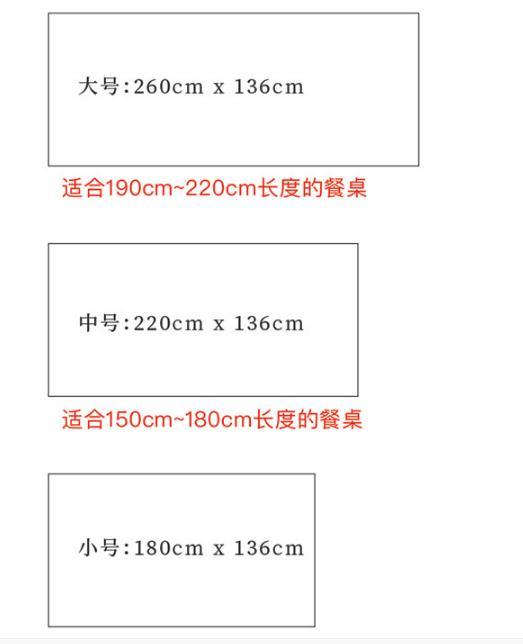 大号:260cm x 136cm
适合190cm~220cm长度的餐桌
中号:220cm x 136cm
适合150cm~180cm长度的餐桌
小号:180cm x 136cm